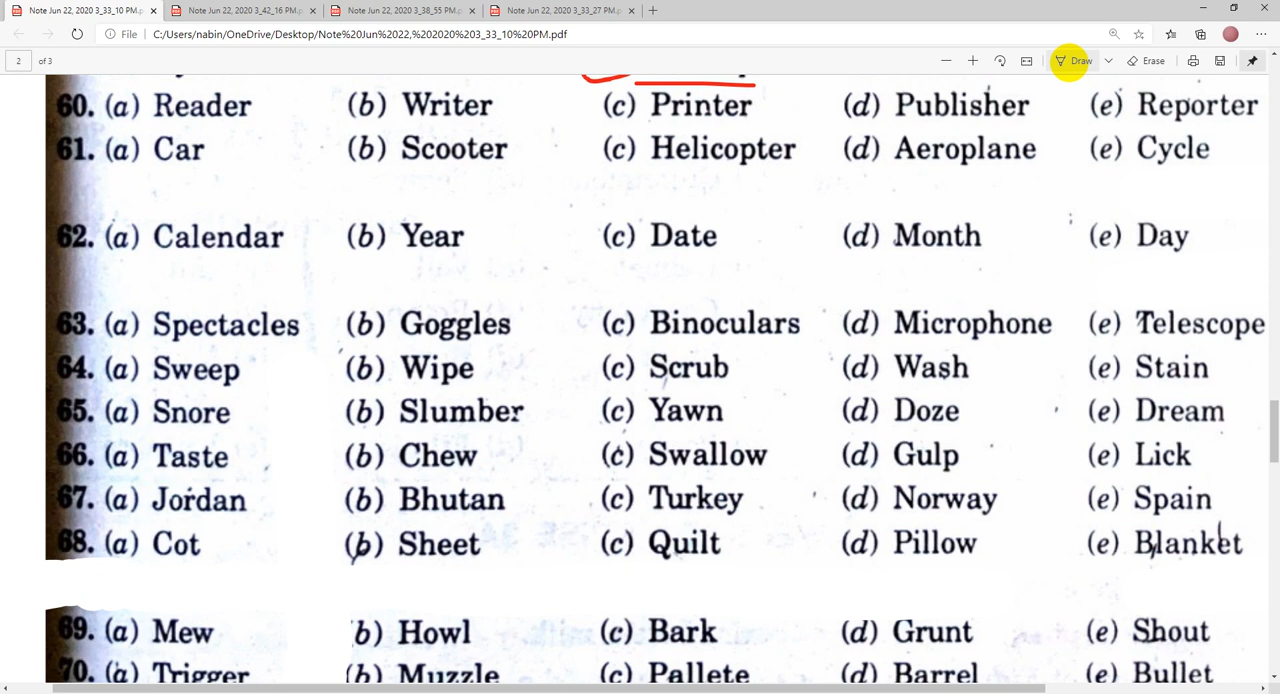 Note Jun 22, 2020 3_33_10 PM.p Note Jun 22, 2020 3_42_16 PM.p Note Jun 22, 2020 3_38_55 PM.p Note Jun 22, 2020 3_33_27 PM.p
File C:/Users/nabin/OneDrive/Desktop/Note%20Jun%2022,%202020%203_33_10%20PM.pdf
2 of 3 Draw Erase
60. (a) Reader (b) Writer (c) Printer (d) Publisher (e) Reporter
61. (a) Car (b) Scooter (c) Helicopter (d) Aeroplane (e) Cycle
62. (a) Calendar (b) Year (c) Date (d) Month (e) Day
63. (a) Spectacles (b) Goggles (c) Binoculars (d) Microphone (e) Telescope
64. (a) Sweep (b) Wipe (c) Scrub (d) Wash (e) Stain
65. (a) Snore (b) Slumber (c) Yawn (d) Doze (e) Dream
66. (a) Taste (b) Chew (c) Swallow (d) Gulp (e) Lick
67. (a) Jordan (b) Bhutan (c) Turkey (d) Norway (e) Spain
68. (a) Cot (b) Sheet (c) Quilt (d) Pillow (e) Blanket
69. (a) Mew b) Howl (c) Bark (d) Grunt (e) Shout
70. (a) Trigger (b) Muzzle (c) Pallete (d) Barrel (e) Bullet